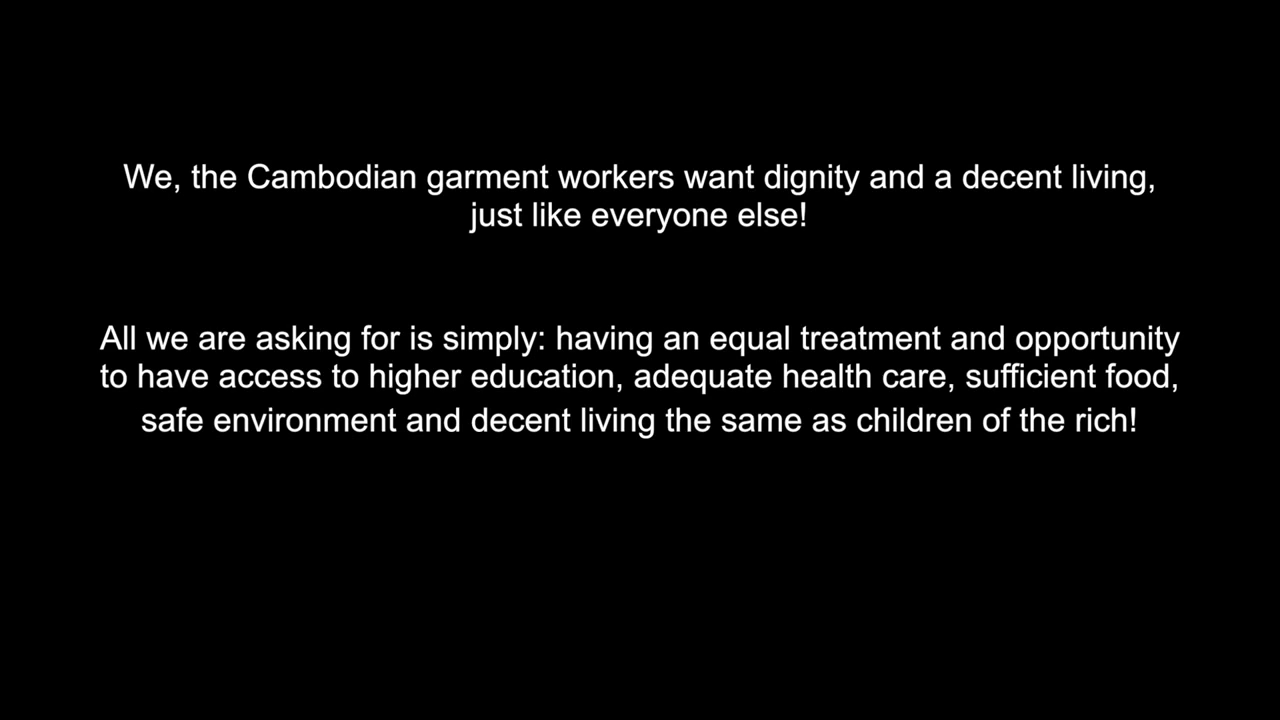 We, the Cambodian garment workers want dignity and a decent living,
just like everyone else!
All we are asking for is simply: having an equal treatment and opportunity
to have access to higher education, adequate health care, sufficient food,
safe environment and decent living the same as children of the rich!